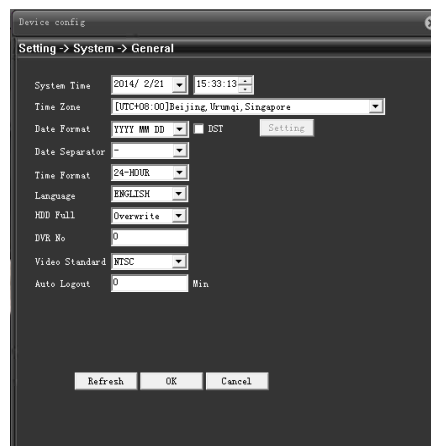 Device config
Setting -> System -> General
System Time 2014/ 2/21 15:33:13
Time Zone [UTC+08:00]Beijing, Urumqi, Singapore
Date Format YYYY MM DD DST Setting
Date Separator -
Time Format 24-HOUR
Language ENGLISH
HDD Full Overwrite
DVR No 0
Video Standard NTSC
Auto Logout 0 Min
Refresh OK Cancel